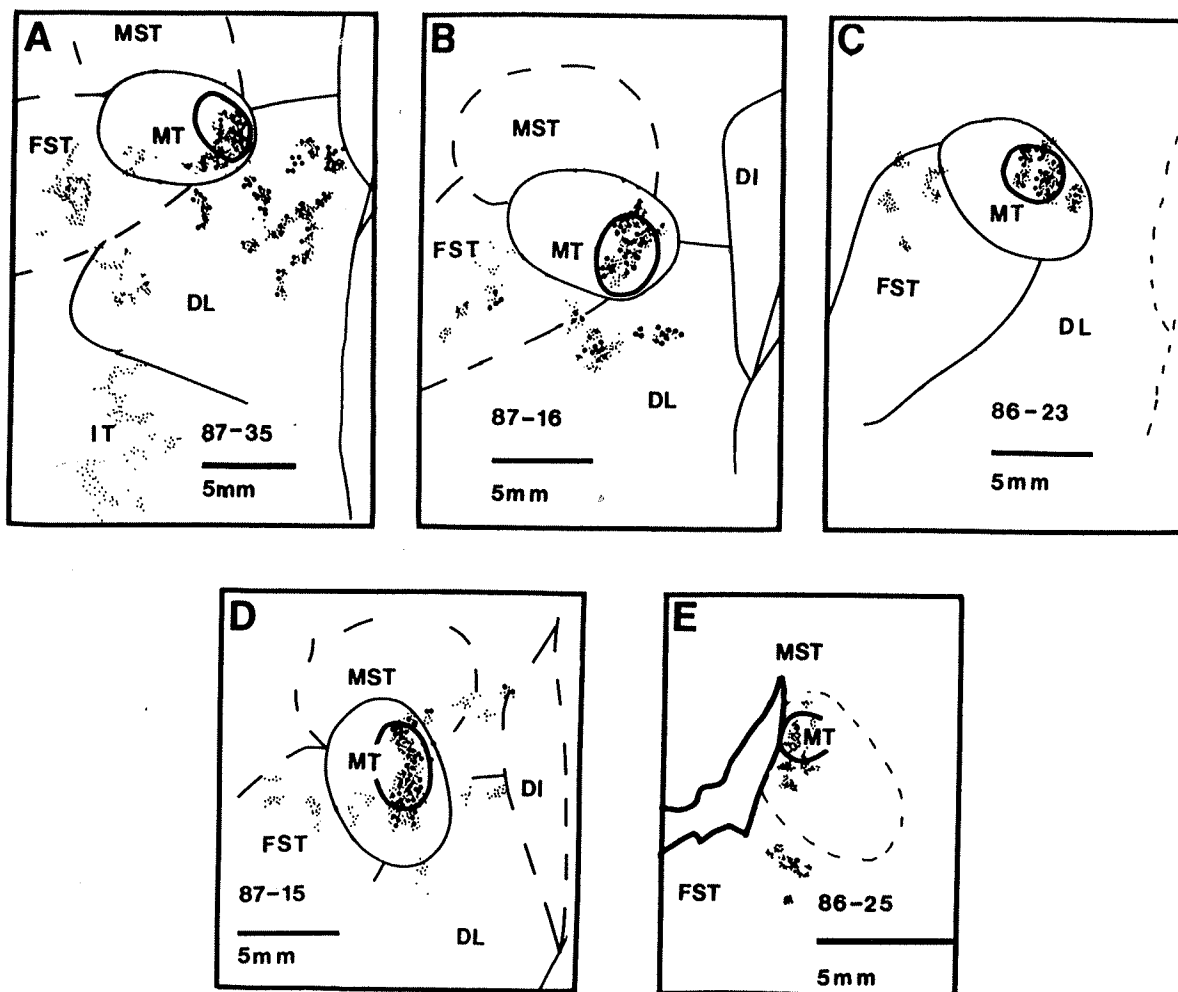 A
MST
FST
MT
DL
IT
87-35
5mm
B
MST
DI
FST
MT
DL
87-16
5mm
C
MT
FST
DL
86-23
5mm
D
MST
MT
DI
FST
87-15
DL
5mm
E
MST
MT
FST
86-25
5mm